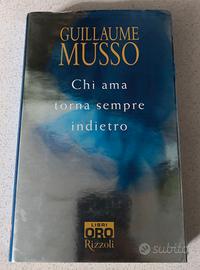 GUILLAUME
MUSSO
Chi ama
torna sempre
indietro
LIBRI
ORO
Rizzoli
subito